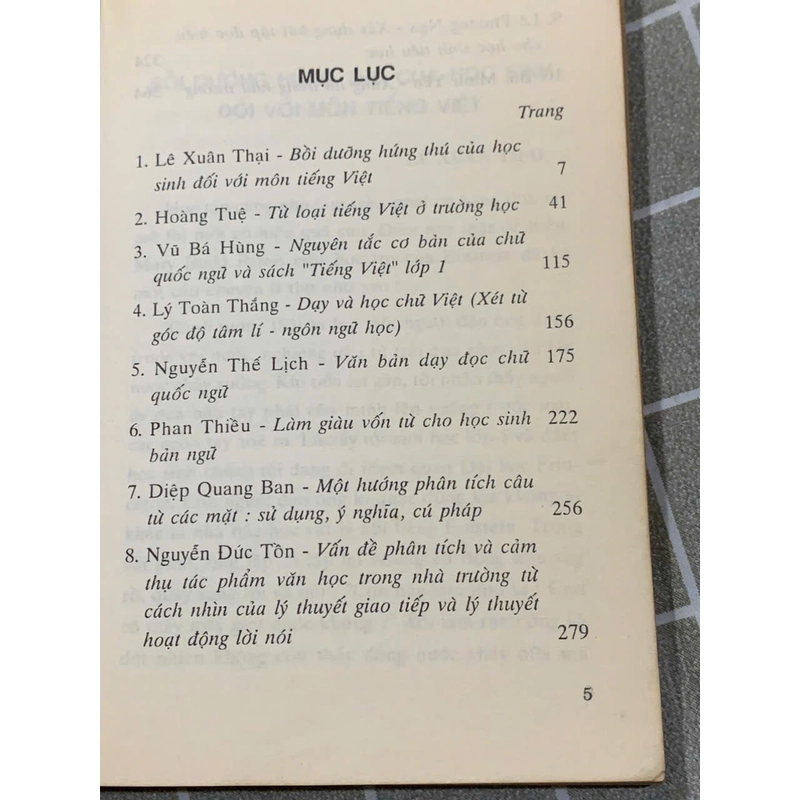 MỤC LỤC
Trang
1. Lê Xuân Thại - Bồi dưỡng hứng thú của học
sinh đối với môn tiếng Việt 7
2. Hoàng Tuệ - Từ loại tiếng Việt ở trường học 41
3. Vũ Bá Hùng - Nguyên tắc cơ bản của chữ
quốc ngữ và sách "Tiếng Việt" lớp 1 115
4. Lý Toàn Thắng - Dạy và học chữ Việt (Xét từ
góc độ tâm lí - ngôn ngữ học) 156
5. Nguyễn Thế Lịch - Văn bản dạy đọc chữ 175
quốc ngữ
6. Phan Thiều - Làm giàu vốn từ cho học sinh 222
bản ngữ
7. Diệp Quang Ban - Một hướng phân tích câu
từ các mặt : sử dụng, ý nghĩa, cú pháp 256
8. Nguyễn Đức Tồn - Vấn đề phân tích và cảm
thụ tác phẩm văn học trong nhà trường từ
cách nhìn của lý thuyết giao tiếp và lý thuyết
hoạt động lời nói 279
5